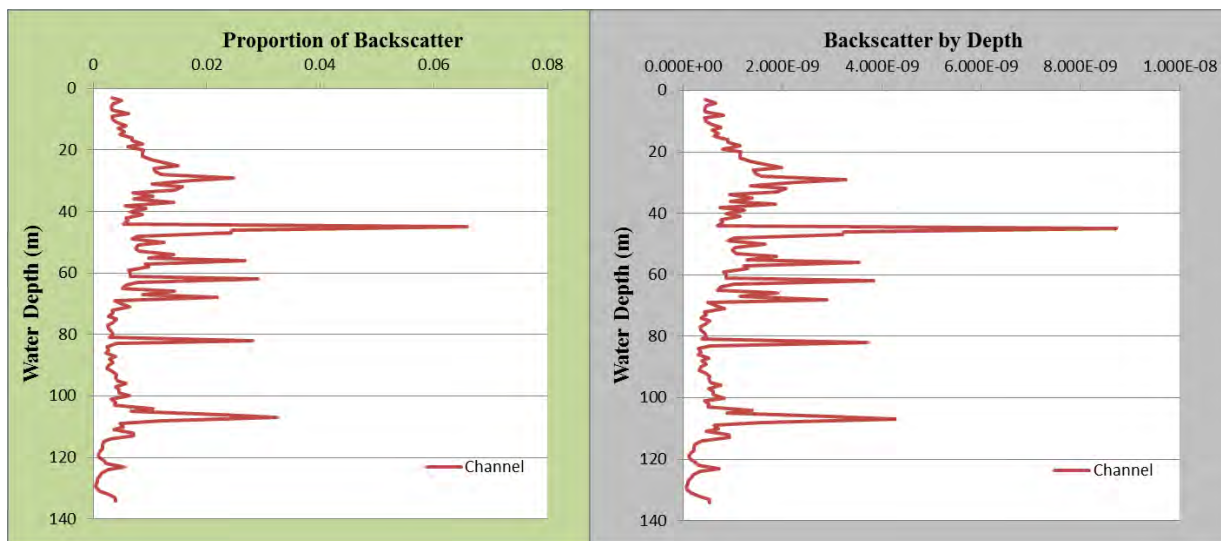 Proportion of Backscatter
0 0.02 0.04 0.06 0.08
0
20
40
60
80
100
120
140
Water Depth (m)
Channel
Backscatter by Depth
0.000E+00 2.000E-09 4.000E-09 6.000E-09 8.000E-09 1.000E-08
0
20
40
60
80
100
120
140
Water Depth (m)
Channel